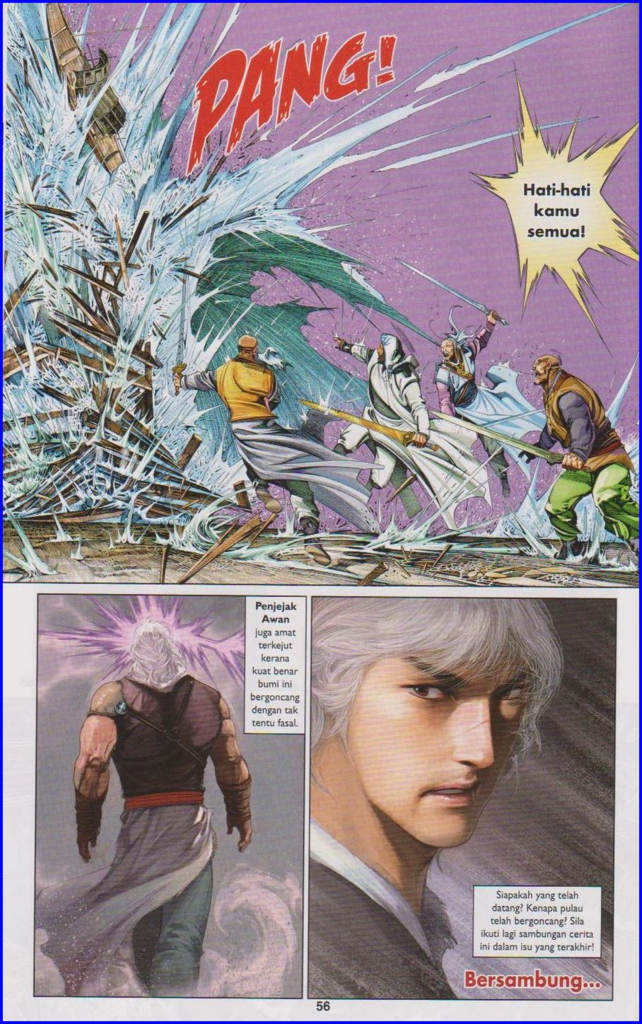 PANG!
Hati-hati
kamu
semua!
Penjejak
Awan
juga amat
terkejut
kerana
kuat benar
bumi ini
bergoncang
dengan tak
tentu fasal.
Siapakah yang telah
datang? Kenapa pulau
telah bergoncang? Sila
ikuti lagi sambungan cerita
ini dalam isu yang terakhir!
Bersambung...
56